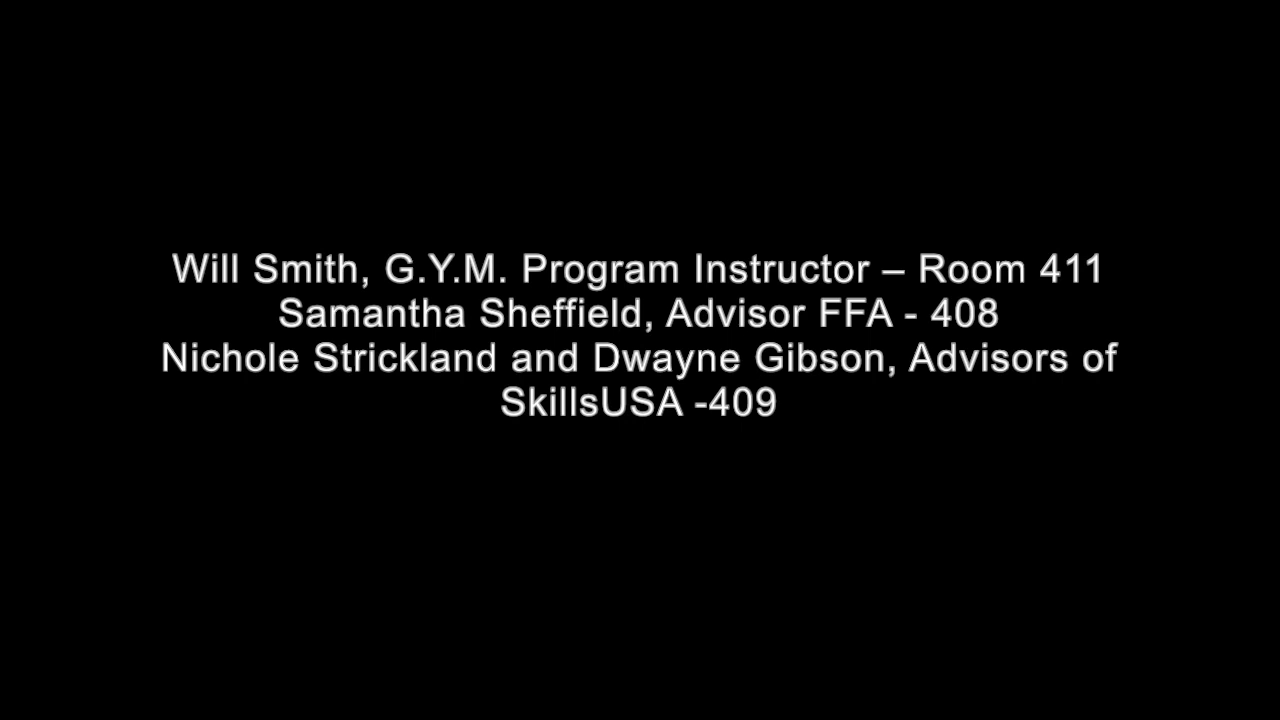 Will Smith, G.Y.M. Program Instructor – Room 411
Samantha Sheffield, Advisor FFA - 408
Nichole Strickland and Dwayne Gibson, Advisors of
SkillsUSA -409